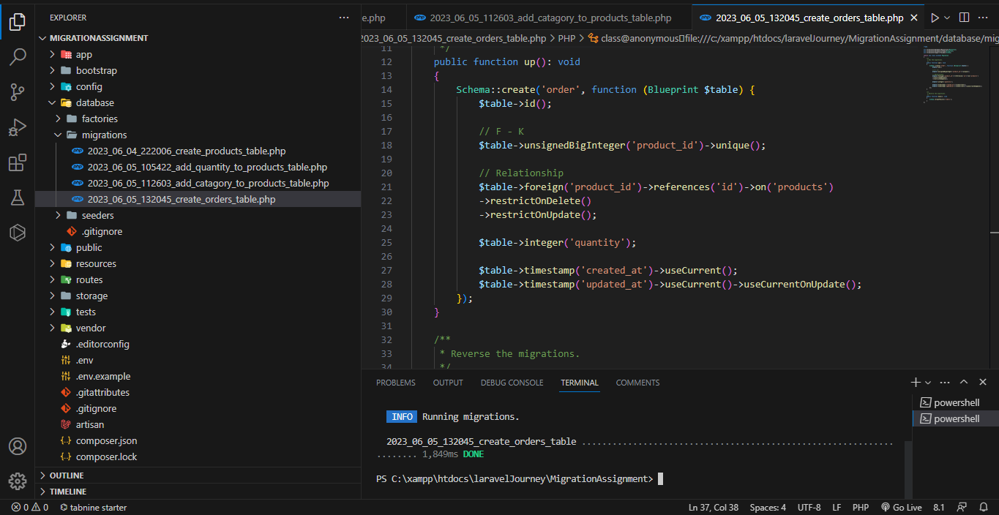 EXPLORER
MIGRATIONASSIGNMENT
app
bootstrap
config
database
factories
migrations
2023_06_04_222006_create_products_table.php
2023_06_05_105422_add_quantity_to_products_table.php
2023_06_05_112603_add_catagory_to_products_table.php
2023_06_05_132045_create_orders_table.php
seeders
.gitignore
public
resources
routes
storage
tests
vendor
.editorconfig
.env
.env.example
.gitattributes
.gitignore
artisan
composer.json
composer.lock
OUTLINE
TIMELINE
e.php
2023_06_05_112603_add_catagory_to_products_table.php
2023_06_05_132045_create_orders_table.php
2023_06_05_132045_create_orders_table.php > PHP > class@anonymous▯file:///c:/xampp/htdocs/laravelJourney/MigrationAssignment/database/mig
11 */
12 public function up(): void
13 {
14 Schema::create('order', function (Blueprint $table) {
15 $table->id();
16
17 // F - K
18 $table->unsignedBigInteger('product_id')->unique();
19
20 // Relationship
21 $table->foreign('product_id')->references('id')->on('products')
22 ->restrictOnDelete()
23 ->restrictOnUpdate();
24
25 $table->integer('quantity');
26
27 $table->timestamp('created_at')->useCurrent();
28 $table->timestamp('updated_at')->useCurrent()->useCurrentOnUpdate();
29 });
30 }
31
32 /**
33 * Reverse the migrations.
34 */
PROBLEMS OUTPUT DEBUG CONSOLE TERMINAL COMMENTS
powershell
powershell
INFO Running migrations.
2023_06_05_132045_create_orders_table .............................................................
........ 1,849ms DONE
PS C:\xampp\htdocs\laravelJourney\MigrationAssignment>
0 0 tabnine starter Ln 37, Col 38 Spaces: 4 UTF-8 LF PHP Go Live 8.1